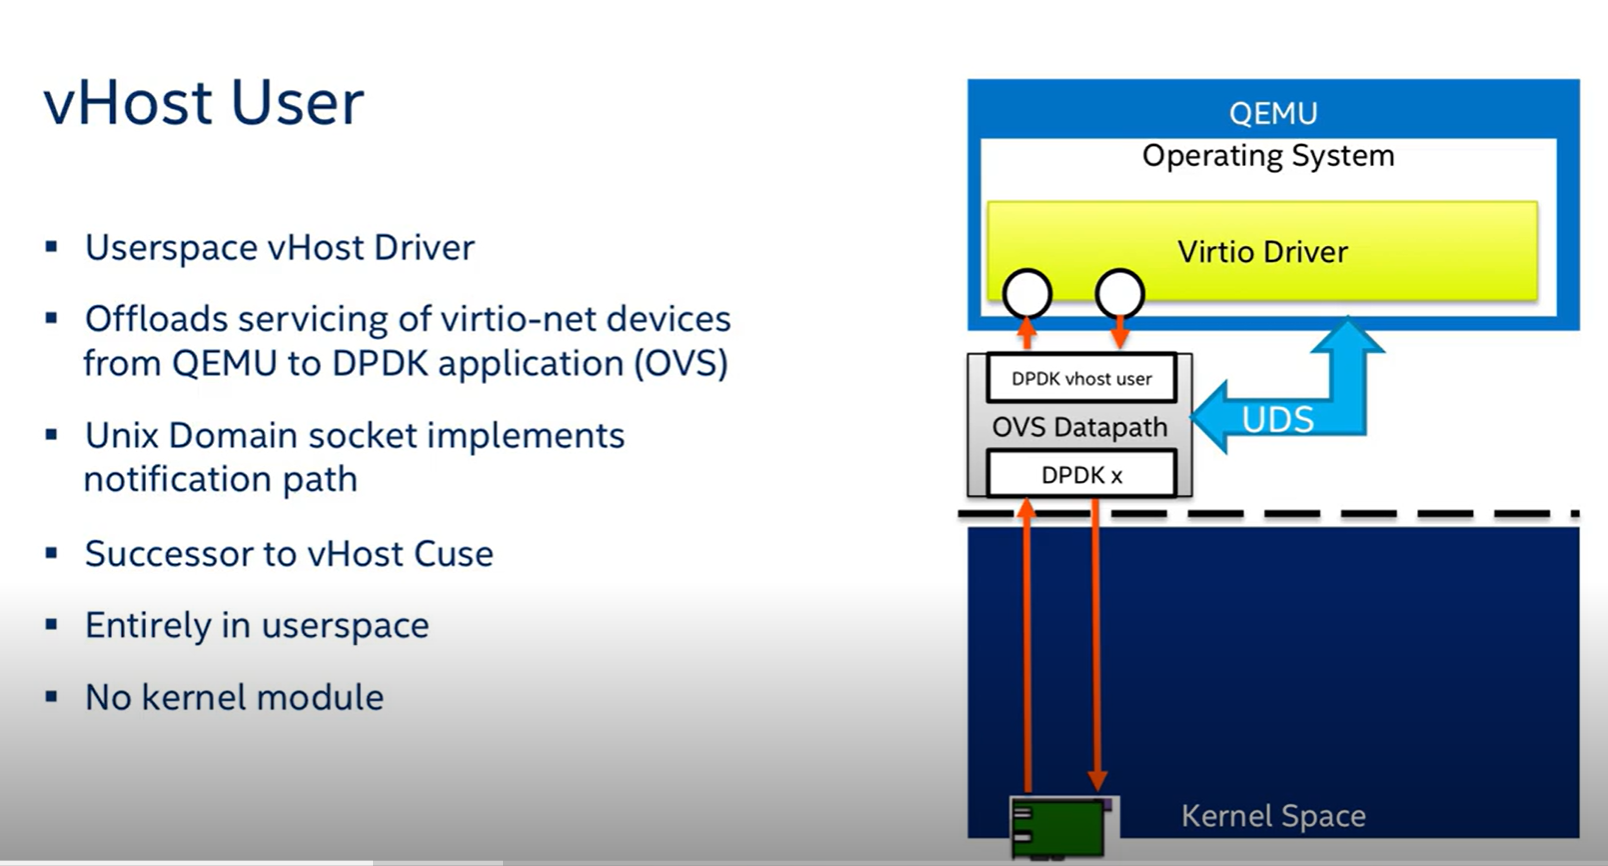 vHost User
Userspace vHost Driver
Offloads servicing of virtio-net devices
from QEMU to DPDK application (OVS)
Unix Domain socket implements
notification path
Successor to vHost Cuse
Entirely in userspace
No kernel module
QEMU
Operating System
Virtio Driver
DPDK vhost user
OVS Datapath
UDS
DPDK x
Kernel Space